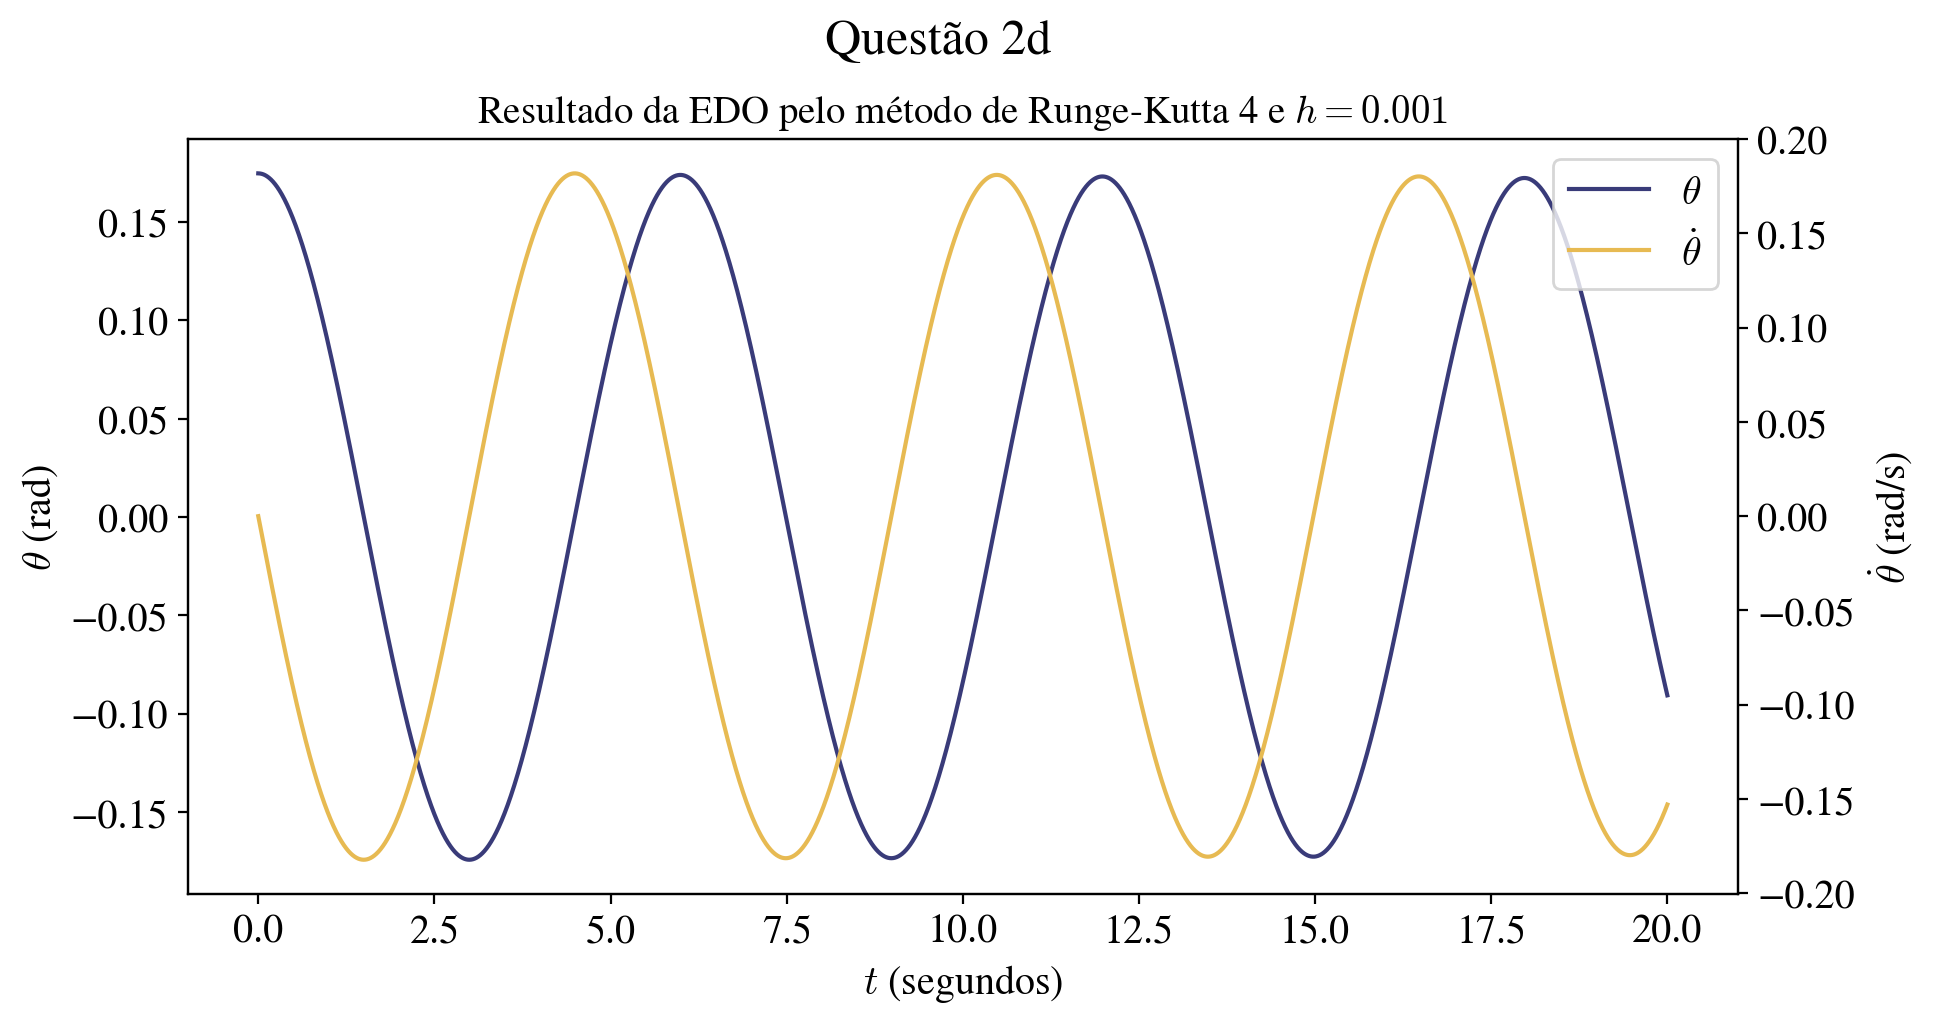 Questão 2d
Resultado da EDO pelo método de Runge-Kutta 4 e h = 0.001
θ
θ̇
0.15
0.10
0.05
0.00
−0.05
−0.10
−0.15
θ (rad)
0.20
0.15
0.10
0.05
0.00
−0.05
−0.10
−0.15
−0.20
θ̇ (rad/s)
0.0 2.5 5.0 7.5 10.0 12.5 15.0 17.5 20.0
t (segundos)